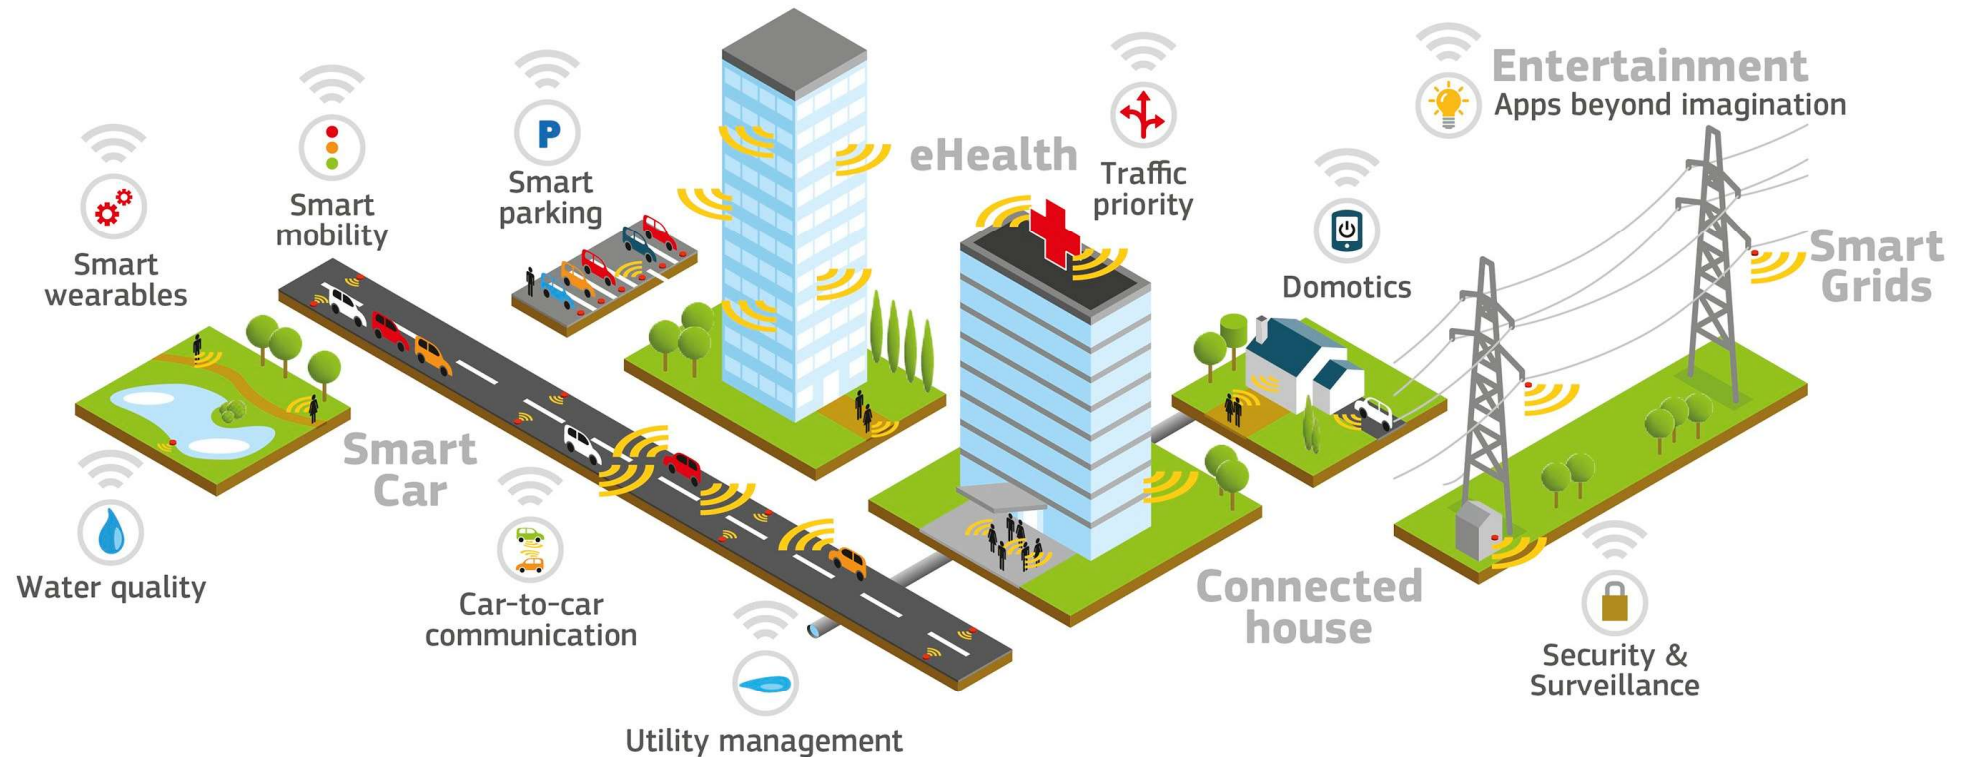 Smart
wearables
Smart
mobility
P
Smart
parking
eHealth
Traffic
priority
Entertainment
Apps beyond imagination
Domotics
Smart
Grids
Smart
Car
Water quality
Car-to-car
communication
Utility management
Connected
house
Security &
Surveillance